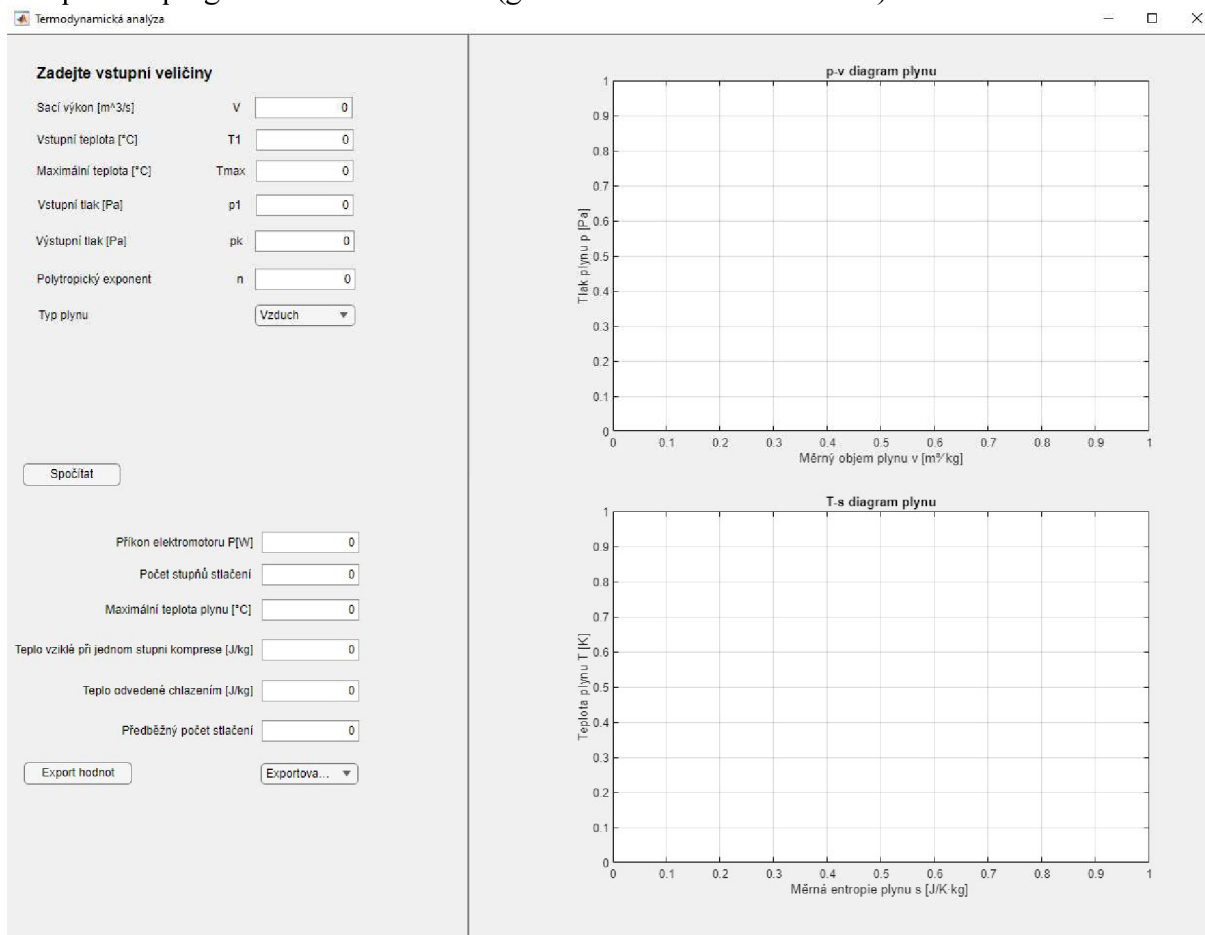 Termodynamická analýza
Zadejte vstupní veličiny
Sací výkon [m^3/s] V 0
Vstupní teplota [°C] T1 0
Maximální teplota [°C] Tmax 0
Vstupní tlak [Pa] p1 0
Výstupní tlak [Pa] pk 0
Polytropický exponent n 0
Typ plynu Vzduch
Spočítat
Příkon elektromotoru P[W] 0
Počet stupňů stlačení 0
Maximální teplota plynu [°C] 0
Teplo vziklé při jednom stupni komprese [J/kg] 0
Teplo odvedené chlazením [J/kg] 0
Předběžný počet stlačení 0
Export hodnot Exportova...
p-v diagram plynu
Tlak plynu p [Pa]
1
0.9
0.8
0.7
0.6
0.5
0.4
0.3
0.2
0.1
0
0 0.1 0.2 0.3 0.4 0.5 0.6 0.7 0.8 0.9 1
Měrný objem plynu v [m³/kg]
T-s diagram plynu
Teplota plynu T [K]
1
0.9
0.8
0.7
0.6
0.5
0.4
0.3
0.2
0.1
0
0 0.1 0.2 0.3 0.4 0.5 0.6 0.7 0.8 0.9 1
Měrná entropie plynu s [J/K·kg]